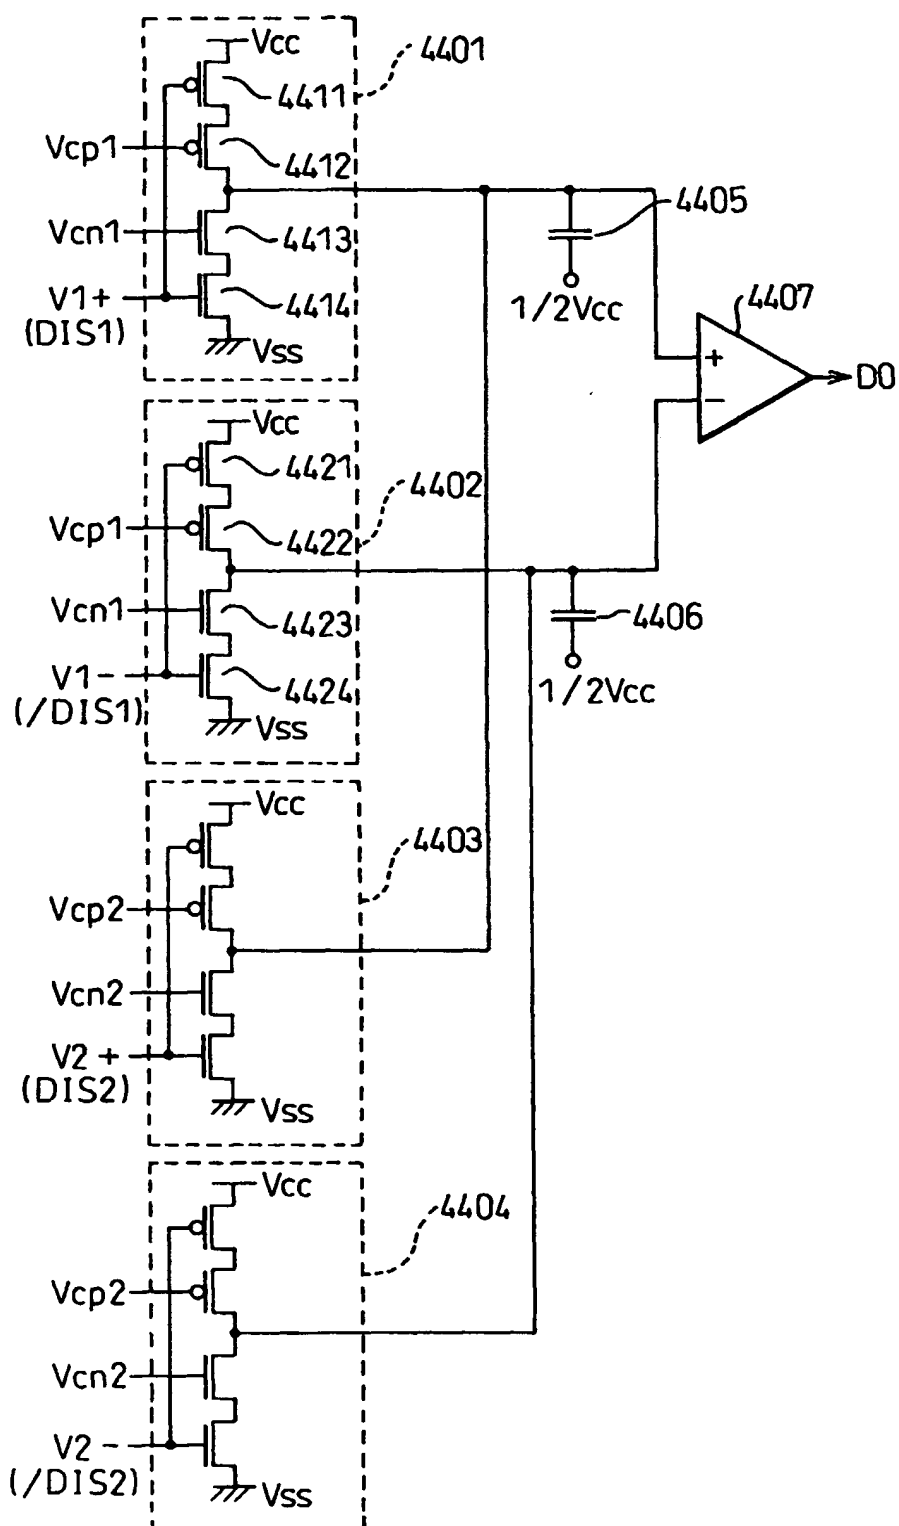 Vcc
4401
4411
Vcp1
4412
4405
Vcn1
4413
V1+
4414
1/2Vcc
4407
(DIS1)
Vss
+
DO
Vcc
−
4421
4402
Vcp1
4422
Vcn1
4423
4406
V1−
4424
1/2Vcc
(/DIS1)
Vss
Vcc
4403
Vcp2
Vcn2
V2 +
(DIS2)
Vss
Vcc
4404
Vcp2
Vcn2
V2 −
(/DIS2)
Vss